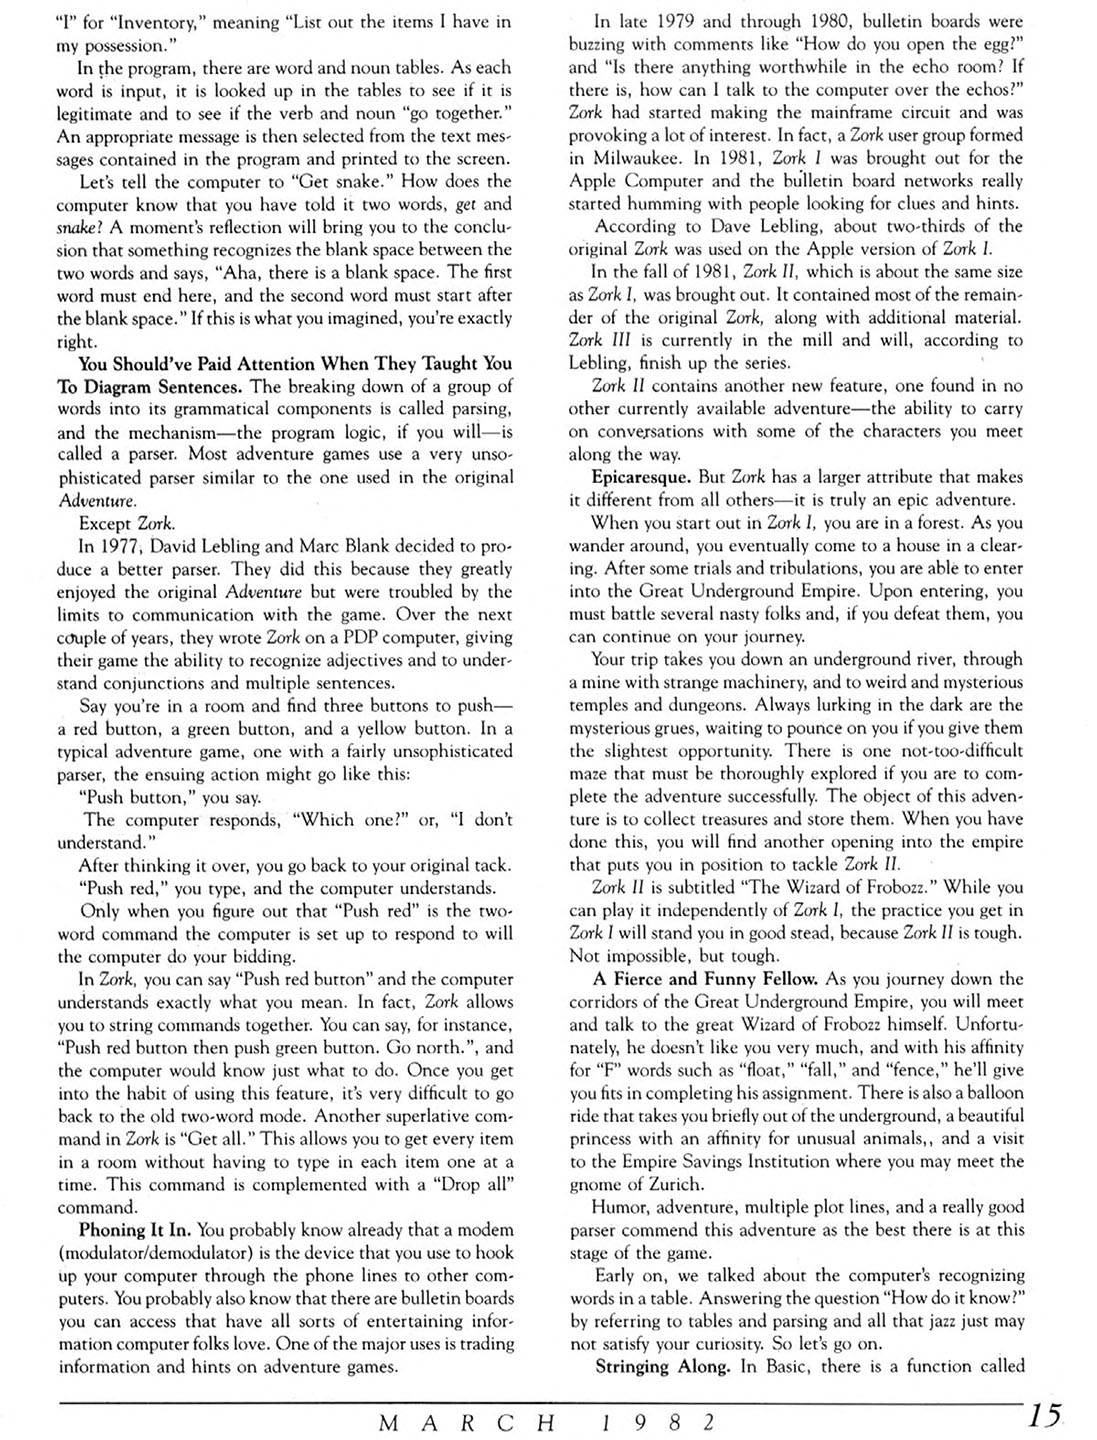 “I” for “Inventory,” meaning “List out the items I have in
my possession.”
In the program, there are word and noun tables. As each
word is input, it is looked up in the tables to see if it is
legitimate and to see if the verb and noun “go together.”
An appropriate message is then selected from the text mes-
sages contained in the program and printed to the screen.
Let’s tell the computer to “Get snake.” How does the
computer know that you have told it two words, get and
snake? A moment’s reflection will bring you to the conclu-
sion that something recognizes the blank space between the
two words and says, “Aha, there is a blank space. The first
word must end here, and the second word must start after
the blank space.” If this is what you imagined, you’re exactly
right.
You Should’ve Paid Attention When They Taught You
To Diagram Sentences. The breaking down of a group of
words into its grammatical components is called parsing,
and the mechanism—the program logic, if you will—is
called a parser. Most adventure games use a very unso-
phisticated parser similar to the one used in the original
Adventure.
Except Zork.
In 1977, David Lebling and Marc Blank decided to pro-
duce a better parser. They did this because they greatly
enjoyed the original Adventure but were troubled by the
limits to communication with the game. Over the next
couple of years, they wrote Zork on a PDP computer, giving
their game the ability to recognize adjectives and to under-
stand conjunctions and multiple sentences.
Say you’re in a room and find three buttons to push—
a red button, a green button, and a yellow button. In a
typical adventure game, one with a fairly unsophisticated
parser, the ensuing action might go like this:
“Push button,” you say.
The computer responds, “Which one?” or, “I don’t
understand.”
After thinking it over, you go back to your original tack.
“Push red,” you type, and the computer understands.
Only when you figure out that “Push red” is the two-
word command the computer is set up to respond to will
the computer do your bidding.
In Zork, you can say “Push red button” and the computer
understands exactly what you mean. In fact, Zork allows
you to string commands together. You can say, for instance,
“Push red button then push green button. Go north.”, and
the computer would know just what to do. Once you get
into the habit of using this feature, it’s very difficult to go
back to the old two-word mode. Another superlative com-
mand in Zork is “Get all.” This allows you to get every item
in a room without having to type in each item one at a
time. This command is complemented with a “Drop all”
command.
Phoning It In. You probably know already that a modem
(modulator/demodulator) is the device that you use to hook
up your computer through the phone lines to other com-
puters. You probably also know that there are bulletin boards
you can access that have all sorts of entertaining infor-
mation computer folks love. One of the major uses is trading
information and hints on adventure games.
In late 1979 and through 1980, bulletin boards were
buzzing with comments like “How do you open the egg?”
and “Is there anything worthwhile in the echo room? If
there is, how can I talk to the computer over the echos?”
Zork had started making the mainframe circuit and was
provoking a lot of interest. In fact, a Zork user group formed
in Milwaukee. In 1981, Zork I was brought out for the
Apple Computer and the bulletin board networks really
started humming with people looking for clues and hints.
According to Dave Lebling, about two-thirds of the
original Zork was used on the Apple version of Zork I.
In the fall of 1981, Zork II, which is about the same size
as Zork I, was brought out. It contained most of the remain-
der of the original Zork, along with additional material.
Zork III is currently in the mill and will, according to
Lebling, finish up the series.
Zork II contains another new feature, one found in no
other currently available adventure—the ability to carry
on conversations with some of the characters you meet
along the way.
Epicaresque. But Zork has a larger attribute that makes
it different from all others—it is truly an epic adventure.
When you start out in Zork I, you are in a forest. As you
wander around, you eventually come to a house in a clear-
ing. After some trials and tribulations, you are able to enter
into the Great Underground Empire. Upon entering, you
must battle several nasty folks and, if you defeat them, you
can continue on your journey.
Your trip takes you down an underground river, through
a mine with strange machinery, and to weird and mysterious
temples and dungeons. Always lurking in the dark are the
mysterious grues, waiting to pounce on you if you give them
the slightest opportunity. There is one not-too-difficult
maze that must be thoroughly explored if you are to com-
plete the adventure successfully. The object of this adven-
ture is to collect treasures and store them. When you have
done this, you will find another opening into the empire
that puts you in position to tackle Zork II.
Zork II is subtitled “The Wizard of Frobozz.” While you
can play it independently of Zork I, the practice you get in
Zork I will stand you in good stead, because Zork II is tough.
Not impossible, but tough.
A Fierce and Funny Fellow. As you journey down the
corridors of the Great Underground Empire, you will meet
and talk to the great Wizard of Frobozz himself. Unfortu-
nately, he doesn’t like you very much, and with his affinity
for “F” words such as “float,” “fall,” and “fence,” he’ll give
you fits in completing his assignment. There is also a balloon
ride that takes you briefly out of the underground, a beautiful
princess with an affinity for unusual animals,, and a visit
to the Empire Savings Institution where you may meet the
gnome of Zurich.
Humor, adventure, multiple plot lines, and a really good
parser commend this adventure as the best there is at this
stage of the game.
Early on, we talked about the computer’s recognizing
words in a table. Answering the question “How do it know?”
by referring to tables and parsing and all that jazz just may
not satisfy your curiosity. So let’s go on.
Stringing Along. In Basic, there is a function called
MARCH 1982
15